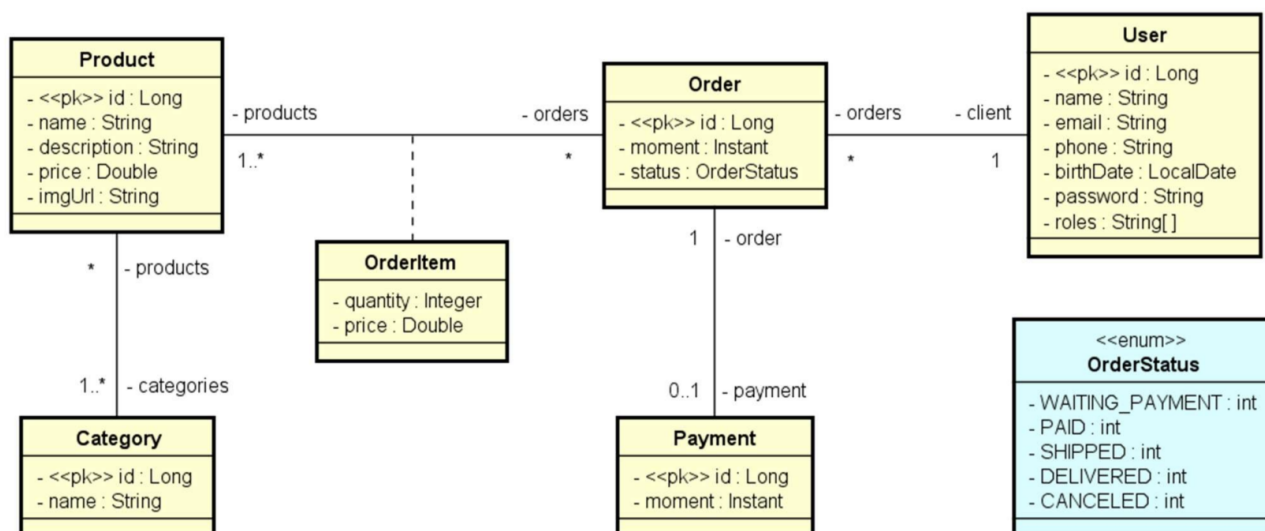 Product
- <<pk>> id : Long
- name : String
- description : String
- price : Double
- imgUrl : String
- products
1..*
- orders
*
Order
- <<pk>> id : Long
- moment : Instant
- status : OrderStatus
- orders
*
- client
1
User
- <<pk>> id : Long
- name : String
- email : String
- phone : String
- birthDate : LocalDate
- password : String
- roles : String[ ]
OrderItem
- quantity : Integer
- price : Double
* - products
1..* - categories
Category
- <<pk>> id : Long
- name : String
1 - order
0..1 - payment
Payment
- <<pk>> id : Long
- moment : Instant
<<enum>>
OrderStatus
- WAITING_PAYMENT : int
- PAID : int
- SHIPPED : int
- DELIVERED : int
- CANCELED : int